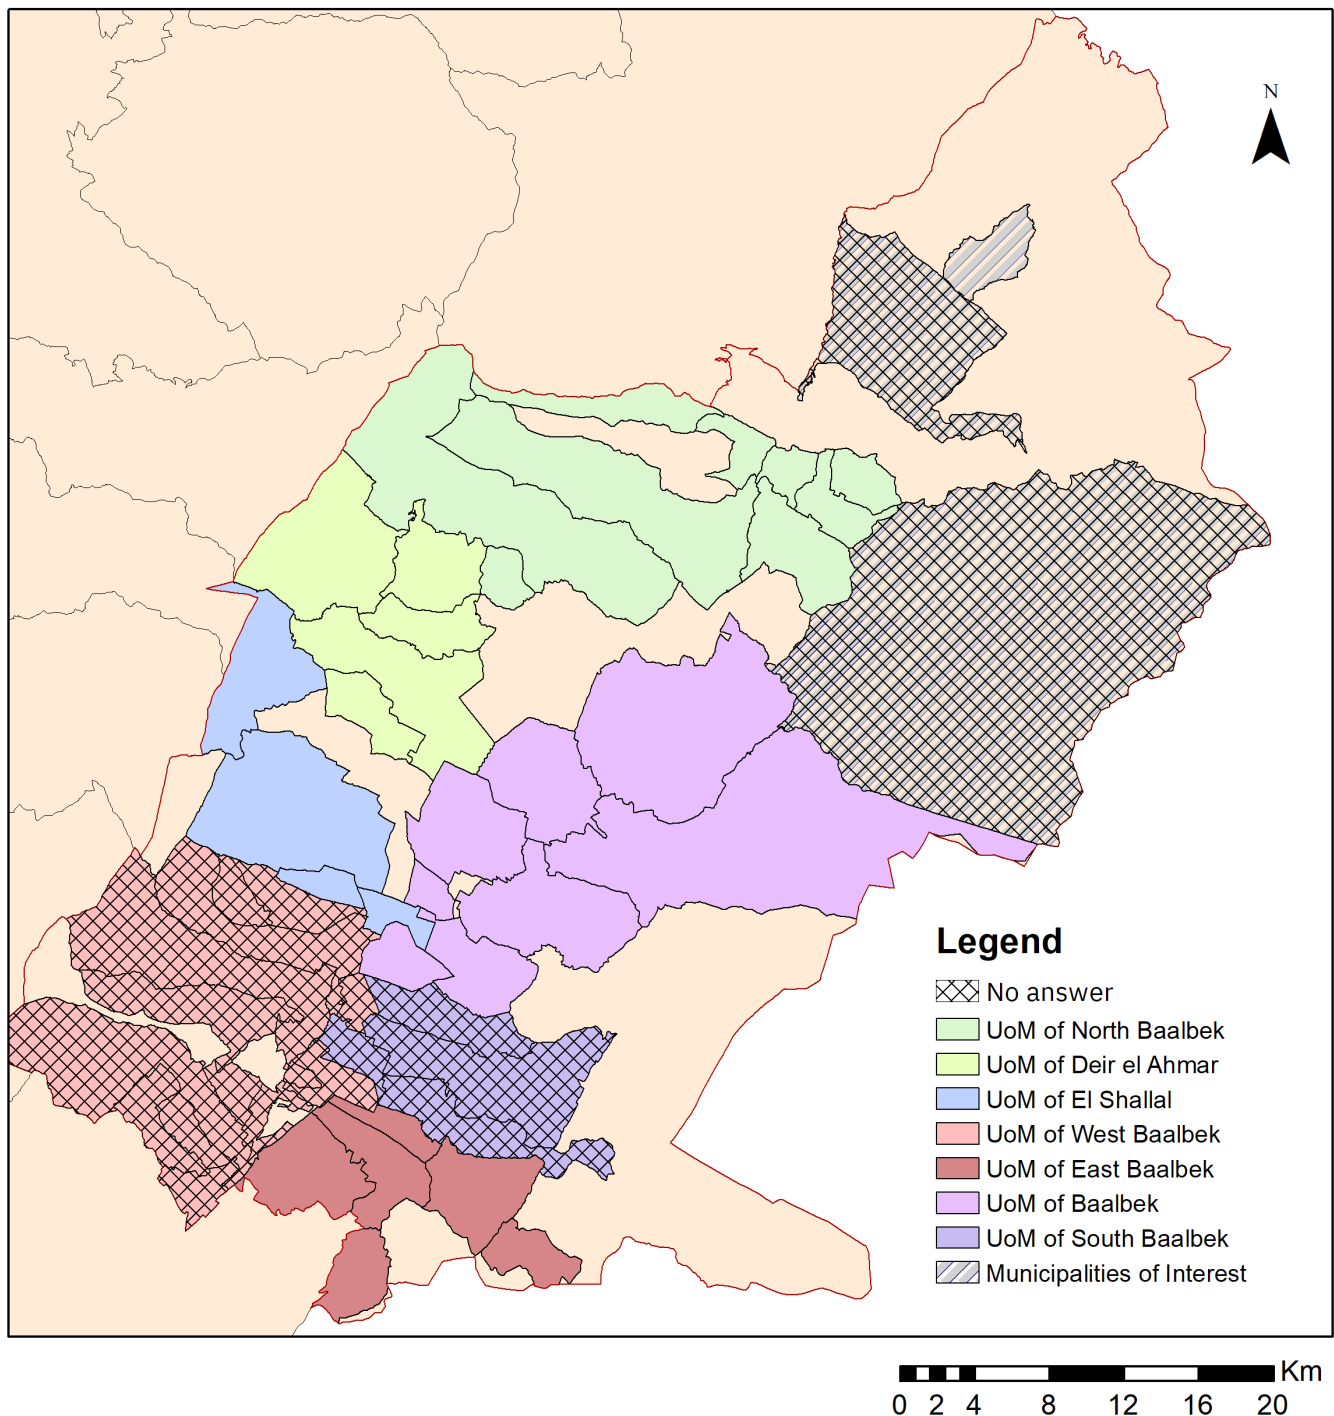 N
Legend
No answer
UoM of North Baalbek
UoM of Deir el Ahmar
UoM of El Shallal
UoM of West Baalbek
UoM of East Baalbek
UoM of Baalbek
UoM of South Baalbek
Municipalities of Interest
Km
0 2 4 8 12 16 20